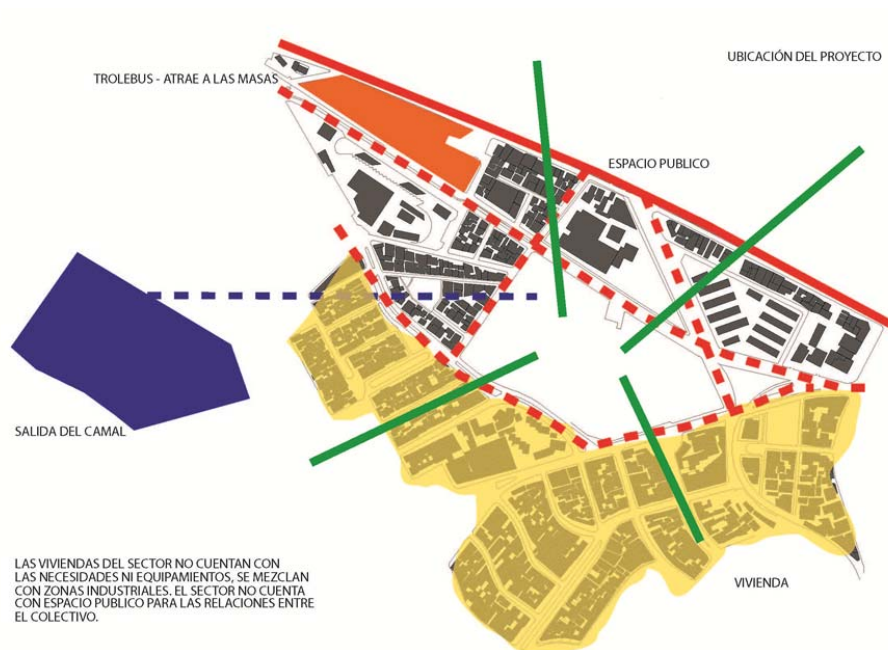 UBICACIÓN DEL PROYECTO
TROLEBUS - ATRAE A LAS MASAS
ESPACIO PUBLICO
SALIDA DEL CAMAL
LAS VIVIENDAS DEL SECTOR NO CUENTAN CON
LAS NECESIDADES NI EQUIPAMIENTOS, SE MEZCLAN
CON ZONAS INDUSTRIALES. EL SECTOR NO CUENTA
CON ESPACIO PUBLICO PARA LAS RELACIONES ENTRE
EL COLECTIVO.
VIVIENDA